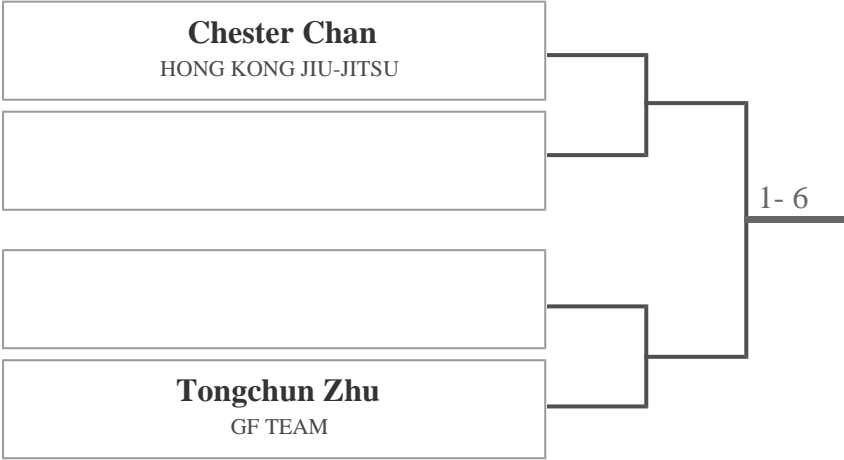 Chester Chan
HONG KONG JIU-JITSU
1- 6
Tongchun Zhu
GF TEAM